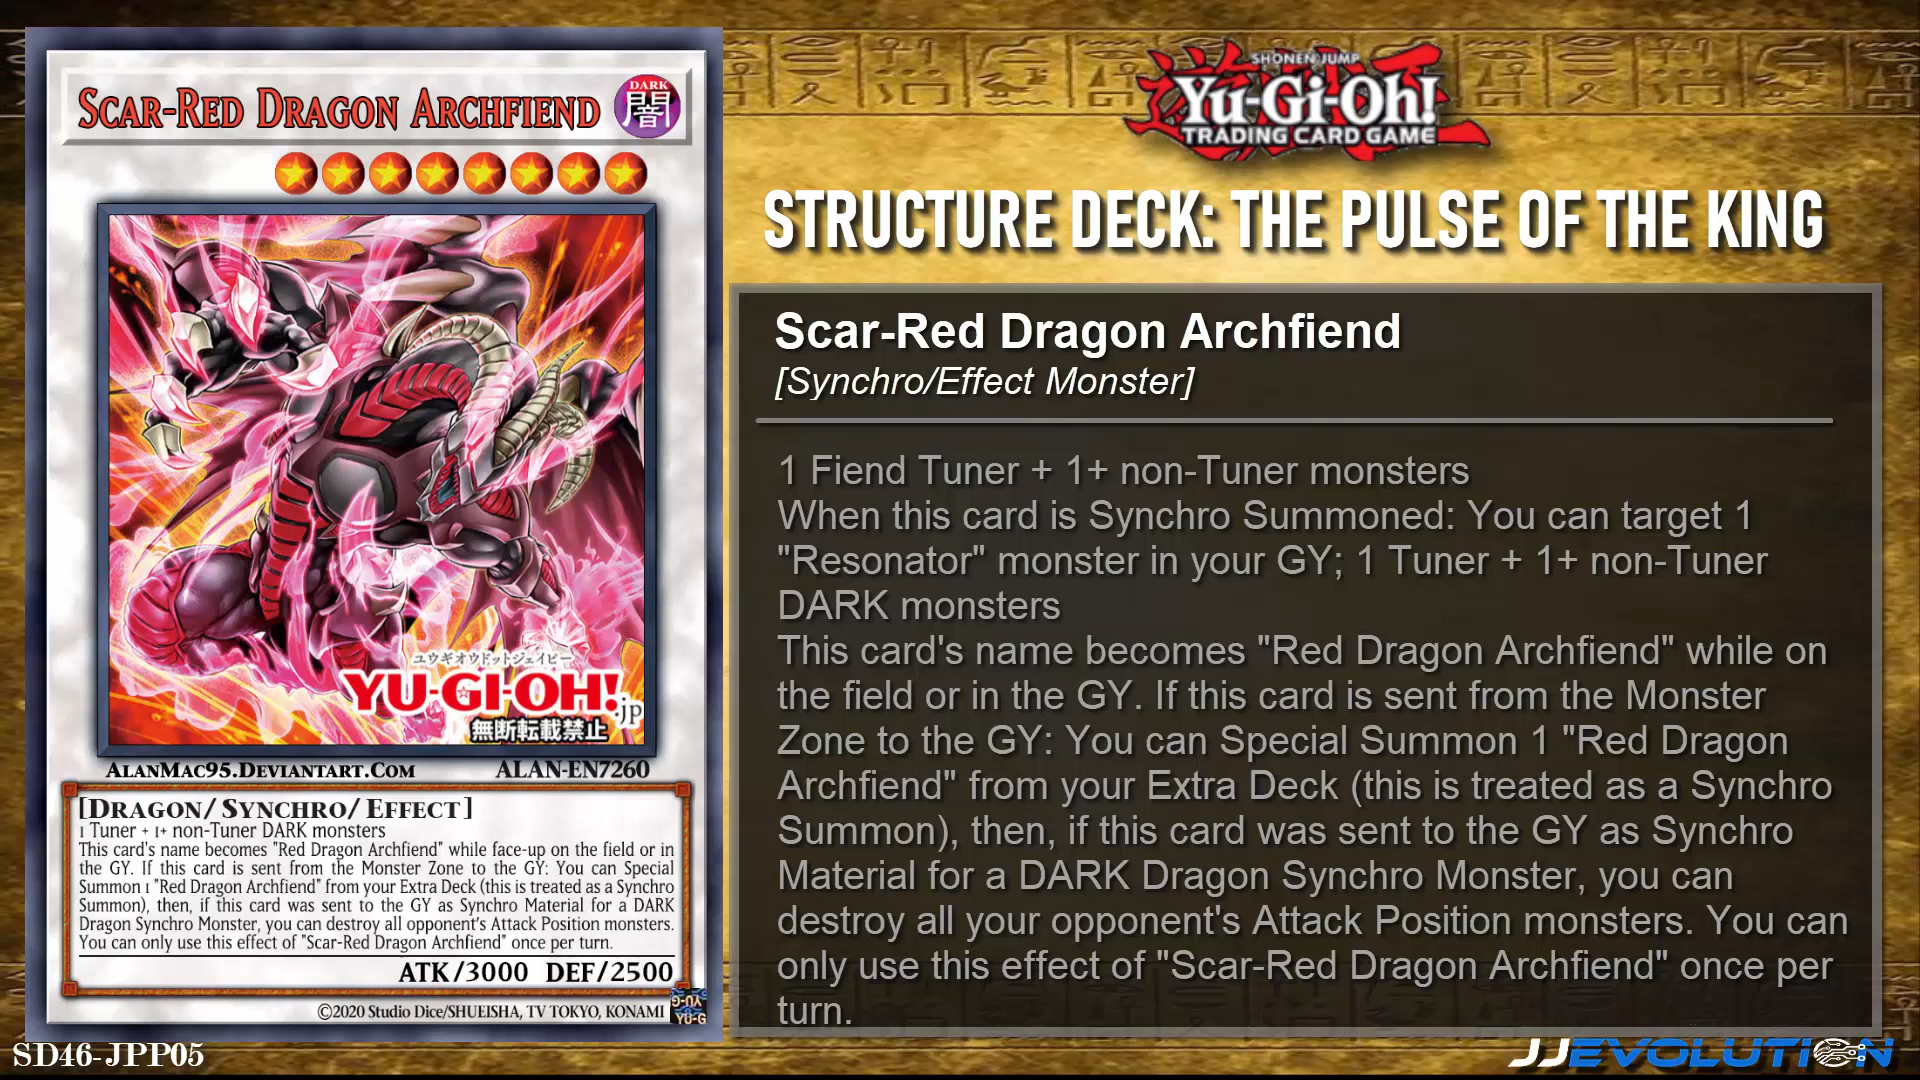 SCAR-RED DRAGON ARCHFIEND
DARK
闇
ユウギオウドットジェイピー
YU-GI-OH!.jp
無断転載禁止
ALANMAC95.DEVIANTART.COM
ALAN-EN7260
[DRAGON/ SYNCHRO/ EFFECT]
1 Tuner + 1+ non-Tuner DARK monsters
This card's name becomes "Red Dragon Archfiend" while face-up on the field or in
the GY. If this card is sent from the Monster Zone to the GY: You can Special
Summon 1 "Red Dragon Archfiend" from your Extra Deck (this is treated as a Synchro
Summon), then, if this card was sent to the GY as Synchro Material for a DARK
Dragon Synchro Monster, you can destroy all opponent's Attack Position monsters.
You can only use this effect of "Scar-Red Dragon Archfiend" once per turn.
ATK/3000 DEF/2500
©2020 Studio Dice/SHUEISHA, TV TOKYO, KONAMI
SD46-JPP05
SHONEN JUMP
Yu-Gi-Oh!
TRADING CARD GAME
STRUCTURE DECK: THE PULSE OF THE KING
Scar-Red Dragon Archfiend
[Synchro/Effect Monster]
1 Fiend Tuner + 1+ non-Tuner monsters
When this card is Synchro Summoned: You can target 1
"Resonator" monster in your GY; 1 Tuner + 1+ non-Tuner
DARK monsters
This card's name becomes "Red Dragon Archfiend" while on
the field or in the GY. If this card is sent from the Monster
Zone to the GY: You can Special Summon 1 "Red Dragon
Archfiend" from your Extra Deck (this is treated as a Synchro
Summon), then, if this card was sent to the GY as Synchro
Material for a DARK Dragon Synchro Monster, you can
destroy all your opponent's Attack Position monsters. You can
only use this effect of "Scar-Red Dragon Archfiend" once per
turn.
JJEVOLUTION